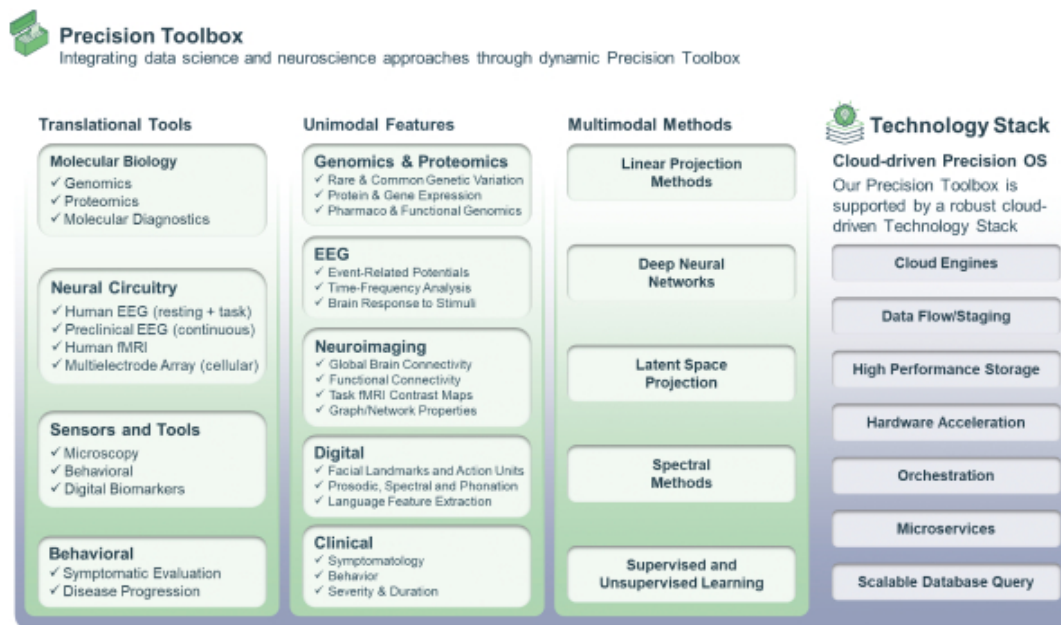 Precision Toolbox
Integrating data science and neuroscience approaches through dynamic Precision Toolbox
Translational Tools
Molecular Biology
✓ Genomics
✓ Proteomics
✓ Molecular Diagnostics
Neural Circuitry
✓ Human EEG (resting + task)
✓ Preclinical EEG (continuous)
✓ Human fMRI
✓ Multielectrode Array (cellular)
Sensors and Tools
✓ Microscopy
✓ Behavioral
✓ Digital Biomarkers
Behavioral
✓ Symptomatic Evaluation
✓ Disease Progression
Unimodal Features
Genomics & Proteomics
✓ Rare & Common Genetic Variation
✓ Protein & Gene Expression
✓ Pharmaco & Functional Genomics
EEG
✓ Event-Related Potentials
✓ Time-Frequency Analysis
✓ Brain Response to Stimuli
Neuroimaging
✓ Global Brain Connectivity
✓ Functional Connectivity
✓ Task fMRI Contrast Maps
✓ Graph/Network Properties
Digital
✓ Facial Landmarks and Action Units
✓ Prosodic, Spectral and Phonation
✓ Language Feature Extraction
Clinical
✓ Symptomatology
✓ Behavior
✓ Severity & Duration
Multimodal Methods
Linear Projection
Methods
Deep Neural
Networks
Latent Space
Projection
Spectral
Methods
Supervised and
Unsupervised Learning
Technology Stack
Cloud-driven Precision OS
Our Precision Toolbox is
supported by a robust cloud-
driven Technology Stack
Cloud Engines
Data Flow/Staging
High Performance Storage
Hardware Acceleration
Orchestration
Microservices
Scalable Database Query